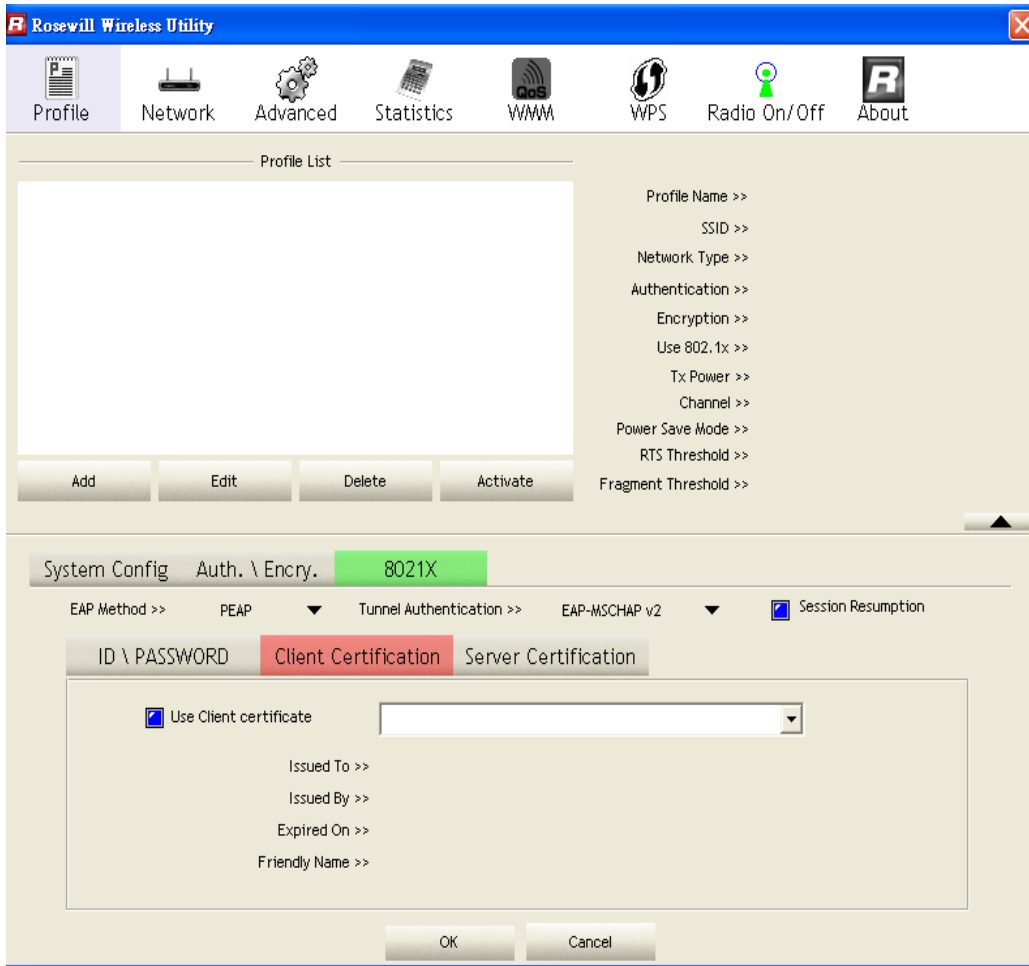 R Rosewill Wireless Utility
Profile Network Advanced Statistics WMM WPS Radio On/Off About
P
QoS
R
Profile List
Profile Name >>
SSID >>
Network Type >>
Authentication >>
Encryption >>
Use 802.1x >>
Tx Power >>
Channel >>
Power Save Mode >>
RTS Threshold >>
Fragment Threshold >>
Add Edit Delete Activate
System Config Auth. \ Encry. 8021X
EAP Method >> PEAP Tunnel Authentication >> EAP-MSCHAP v2 Session Resumption
ID \ PASSWORD Client Certification Server Certification
Use Client certificate
Issued To >>
Issued By >>
Expired On >>
Friendly Name >>
OK Cancel